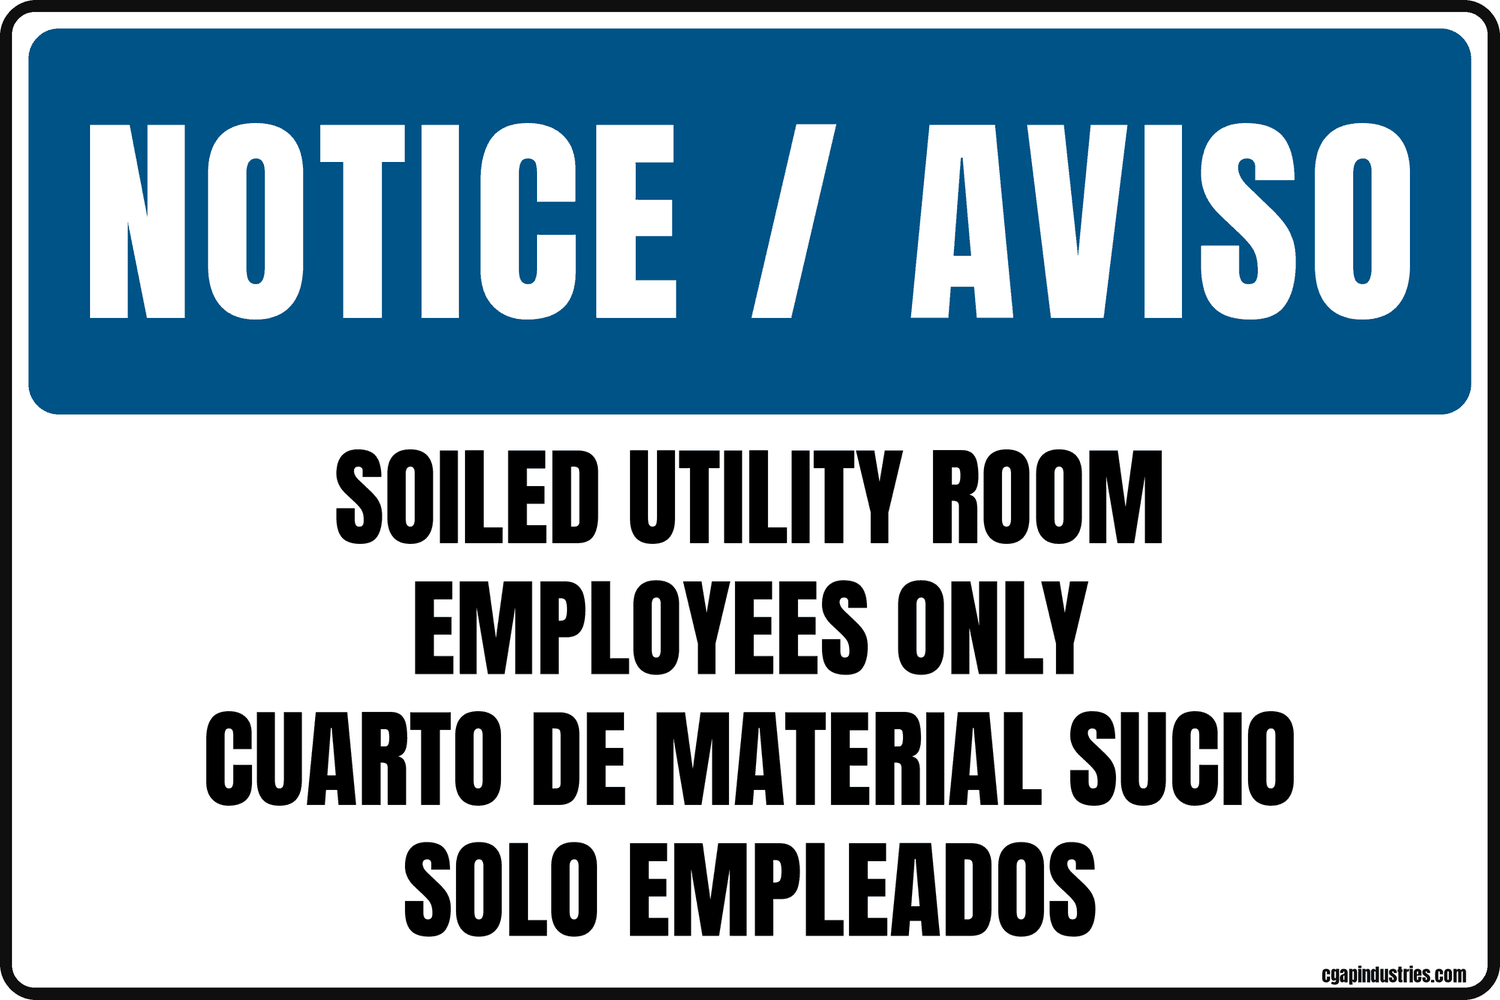 NOTICE / AVISO
SOILED UTILITY ROOM
EMPLOYEES ONLY
CUARTO DE MATERIAL SUCIO
SOLO EMPLEADOS
cgapindustries.com